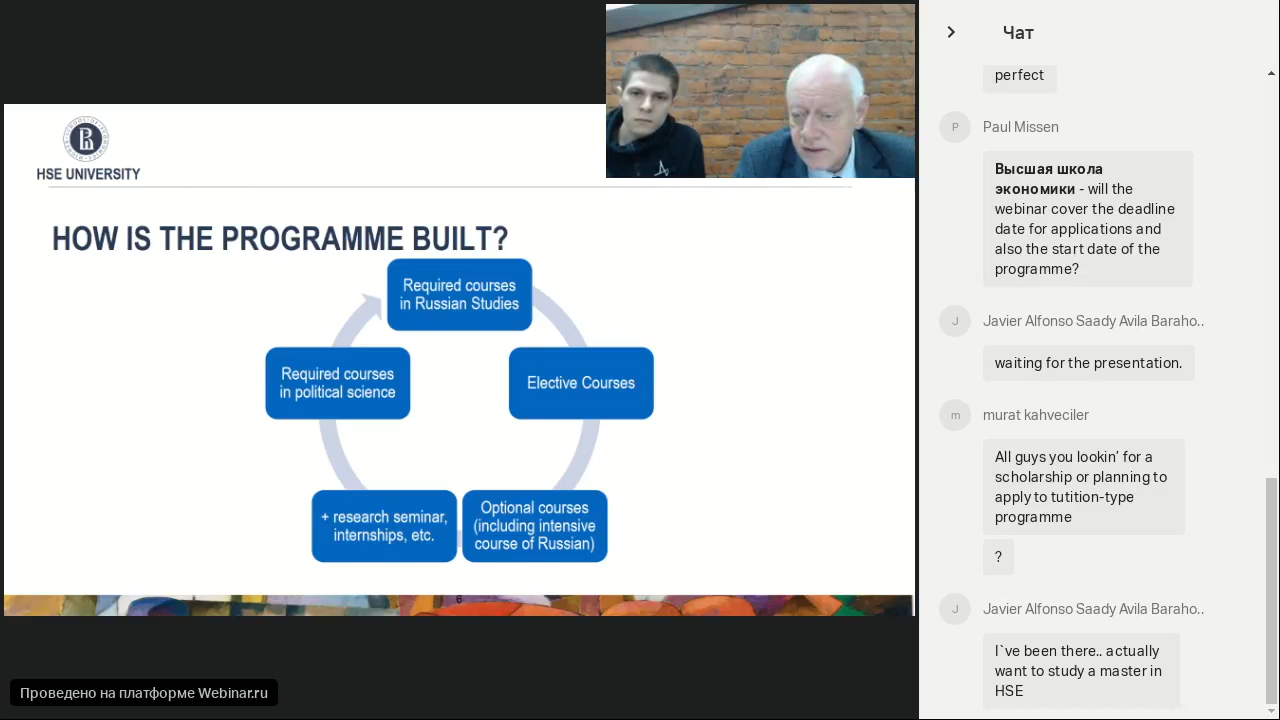 HSE UNIVERSITY
HOW IS THE PROGRAMME BUILT?
Required courses
in Russian Studies
Required courses
in political science
Elective Courses
+ research seminar,
internships, etc.
Optional courses
(including intensive
course of Russian)
6
Проведено на платформе Webinar.ru
Чат
perfect
P
Paul Missen
Высшая школа
экономики - will the
webinar cover the deadline
date for applications and
also the start date of the
programme?
J
Javier Alfonso Saady Avila Baraho..
waiting for the presentation.
m
murat kahveciler
All guys you lookin’ for a
scholarship or planning to
apply to tutition-type
programme
?
J
Javier Alfonso Saady Avila Baraho..
I`ve been there.. actually
want to study a master in
HSE